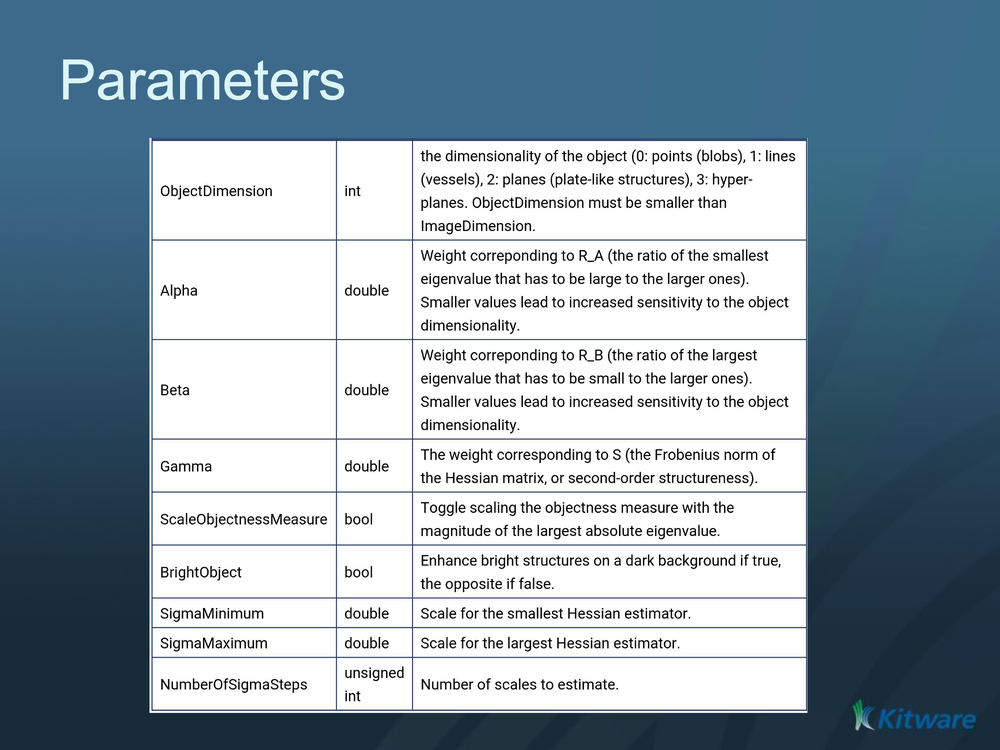 Parameters
ObjectDimension
int
the dimensionality of the object (0: points (blobs), 1: lines
(vessels), 2: planes (plate-like structures), 3: hyper-
planes. ObjectDimension must be smaller than
ImageDimension.
Alpha
double
Weight correponding to R_A (the ratio of the smallest
eigenvalue that has to be large to the larger ones).
Smaller values lead to increased sensitivity to the object
dimensionality.
Beta
double
Weight correponding to R_B (the ratio of the largest
eigenvalue that has to be small to the larger ones).
Smaller values lead to increased sensitivity to the object
dimensionality.
Gamma
double
The weight corresponding to S (the Frobenius norm of
the Hessian matrix, or second-order structureness).
ScaleObjectnessMeasure
bool
Toggle scaling the objectness measure with the
magnitude of the largest absolute eigenvalue.
BrightObject
bool
Enhance bright structures on a dark background if true,
the opposite if false.
SigmaMinimum
double
Scale for the smallest Hessian estimator.
SigmaMaximum
double
Scale for the largest Hessian estimator.
NumberOfSigmaSteps
unsigned
int
Number of scales to estimate.
Kitware